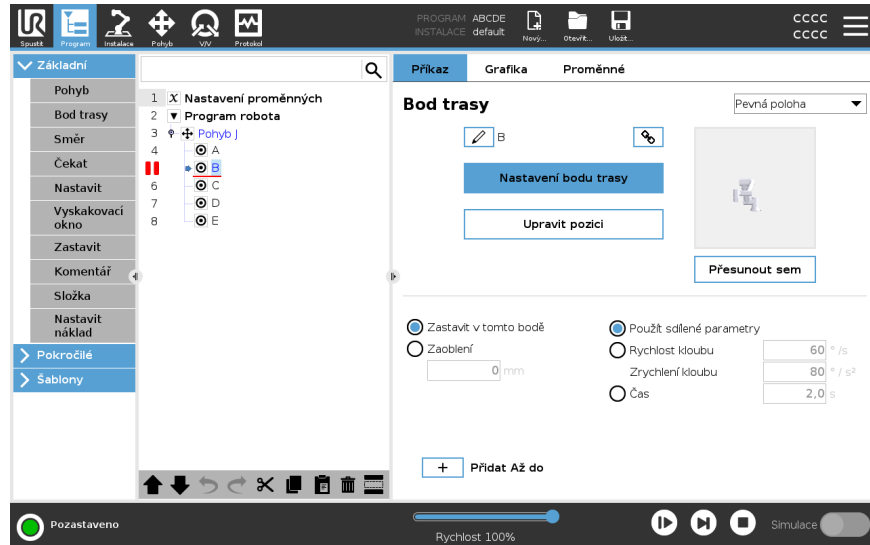 UR
Spustit
Program
Instalace
Pohyb
V/V
Protokol
PROGRAM ABCDE
INSTALACE default
Nový...
Otevřít...
Uložit...
CCCC
CCCC
Základní
Pohyb
Bod trasy
Směr
Čekat
Nastavit
Vyskakovací
okno
Zastavit
Komentář
Složka
Nastavit
náklad
Pokročilé
Šablony
1 X Nastavení proměnných
2 Program robota
3 Pohyb J
4 A
B
6 C
7 D
8 E
Příkaz Grafika Proměnné
Bod trasy
Pevná poloha
B
Nastavení bodu trasy
Upravit pozici
Přesunout sem
Zastavit v tomto bodě
Zaoblení
0 mm
Použít sdílené parametry
Rychlost kloubu 60 ° /s
Zrychlení kloubu 80 ° / s²
Čas 2,0 s
+ Přidat Až do
Pozastaveno
Rychlost 100%
Simulace